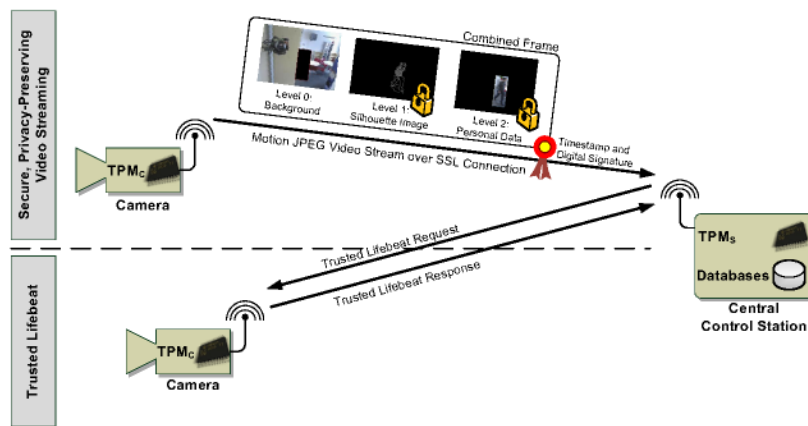 Secure, Privacy-Preserving
Video Streaming
Combined Frame
Level 0:
Background
Level 1:
Silhouette Image
Level 2:
Personal Data
Timestamp and
Digital Signature
Motion JPEG Video Stream over SSL Connection
TPMC
Camera
Trusted Lifebeat Request
Trusted Lifebeat Response
TPMS
Databases
Central
Control Station
Trusted Lifebeat
TPMC
Camera